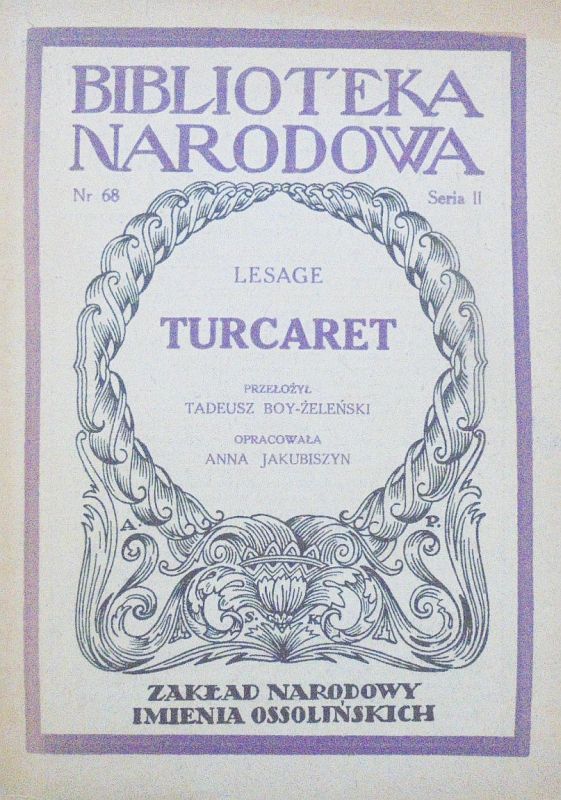 BIBLIOTEKA
NARODOWA
Nr 68 Seria II
LESAGE
TURCARET
PRZEŁOŻYŁ
TADEUSZ BOY-ŻELEŃSKI
OPRACOWAŁA
ANNA JAKUBISZYN
A. P.
S. K
ZAKŁAD NARODOWY
IMIENIA OSSOLIŃSKICH